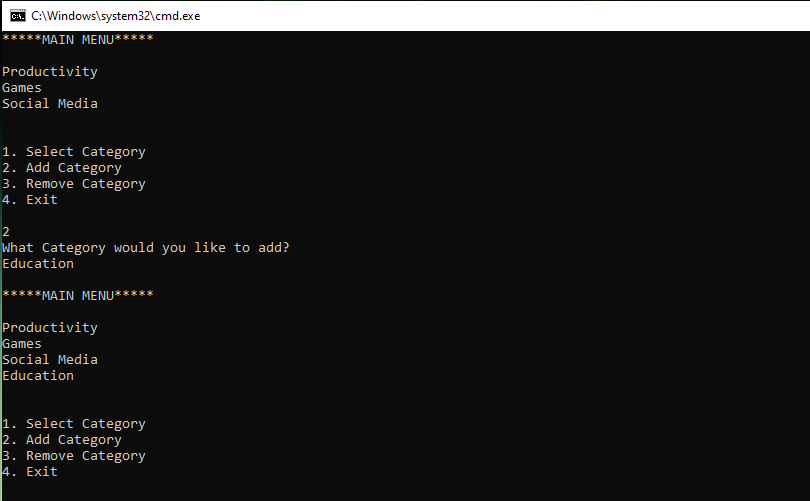 C:\Windows\system32\cmd.exe
*****MAIN MENU*****
Productivity
Games
Social Media
1. Select Category
2. Add Category
3. Remove Category
4. Exit
2
What Category would you like to add?
Education
*****MAIN MENU*****
Productivity
Games
Social Media
Education
1. Select Category
2. Add Category
3. Remove Category
4. Exit